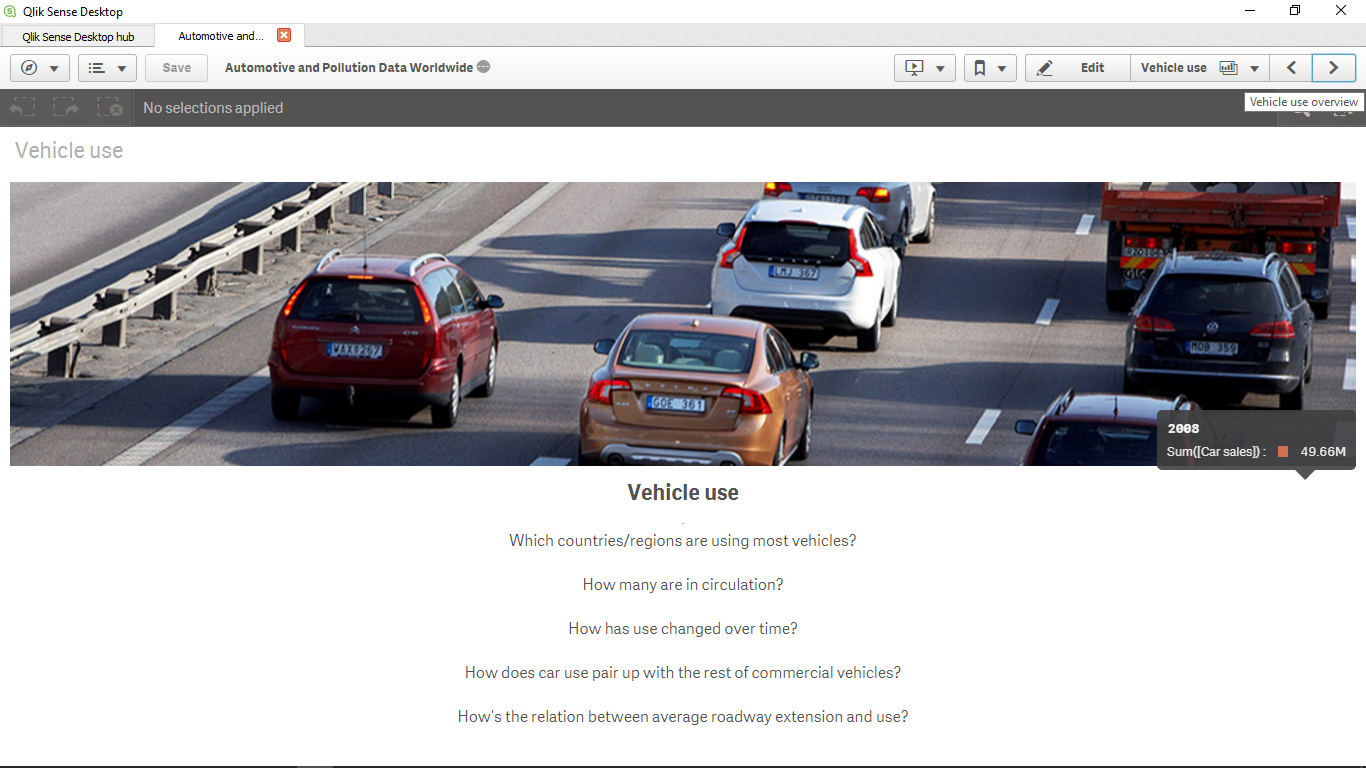 Qlik Sense Desktop
Qlik Sense Desktop hub
Automotive and...
Save
Automotive and Pollution Data Worldwide
Edit
Vehicle use
No selections applied
Vehicle use overview
Vehicle use
LMJ 367
WAX 267
GOE 361
MOB 359
2008
Sum([Car sales]) :
49.66M
Vehicle use
.
Which countries/regions are using most vehicles?
How many are in circulation?
How has use changed over time?
How does car use pair up with the rest of commercial vehicles?
How's the relation between average roadway extension and use?